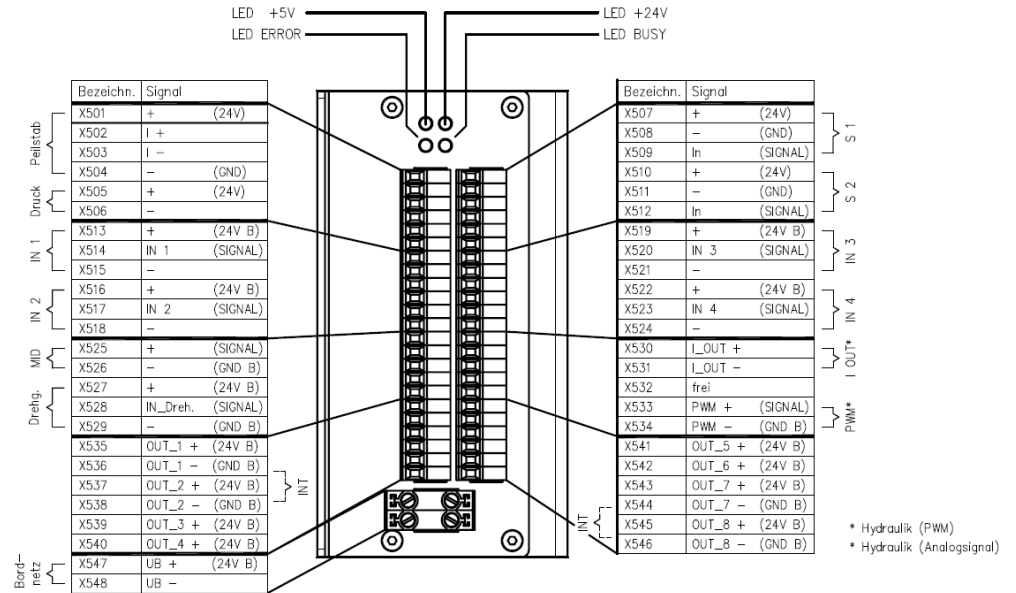 LED +5V
LED ERROR
LED +24V
LED BUSY
Bezeichn. Signal
Peilstab
X501 + (24V)
X502 I +
X503 I -
X504 - (GND)
Druck
X505 + (24V)
X506 -
IN 1
X513 + (24V B)
X514 IN 1 (SIGNAL)
X515 -
IN 2
X516 + (24V B)
X517 IN 2 (SIGNAL)
X518 -
MID
X525 + (SIGNAL)
X526 - (GND B)
Drehg.
X527 + (24V B)
X528 IN_Dreh. (SIGNAL)
X529 - (GND B)
X535 OUT_1 + (24V B)
X536 OUT_1 - (GND B)
X537 OUT_2 + (24V B)
X538 OUT_2 - (GND B)
INT
X539 OUT_3 + (24V B)
X540 OUT_4 + (24V B)
Bord-
netz
X547 UB + (24V B)
X548 UB -
Bezeichn. Signal
X507 + (24V)
X508 - (GND)
X509 In (SIGNAL)
S 1
X510 + (24V)
X511 - (GND)
X512 In (SIGNAL)
S 2
X519 + (24V B)
X520 IN 3 (SIGNAL)
X521 -
IN 3
X522 + (24V B)
X523 IN 4 (SIGNAL)
X524 -
IN 4
X530 I_OUT +
X531 I_OUT -
I OUT*
X532 frei
X533 PWM + (SIGNAL)
X534 PWM - (GND B)
PWM*
X541 OUT_5 + (24V B)
X542 OUT_6 + (24V B)
X543 OUT_7 + (24V B)
X544 OUT_7 - (GND B)
X545 OUT_8 + (24V B)
X546 OUT_8 - (GND B)
INT
* Hydraulik (PWM)
* Hydraulik (Analogsignal)